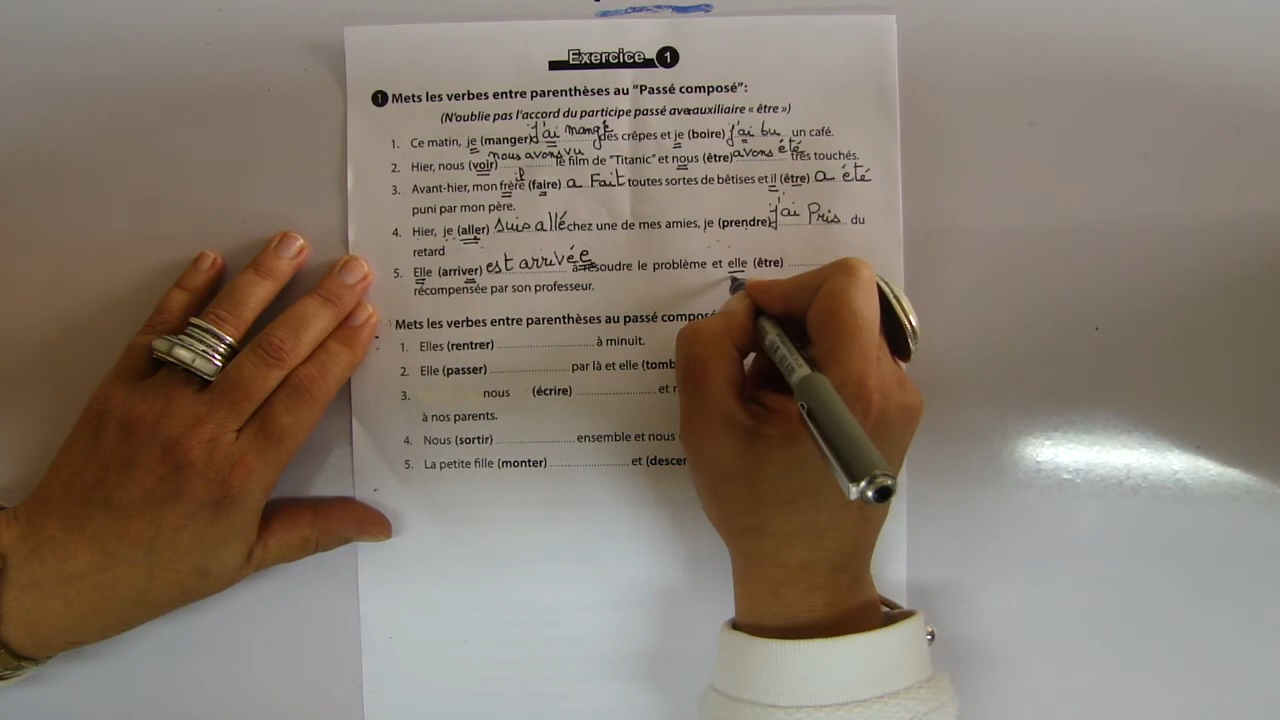 Exercice 1
1 Mets les verbes entre parenthèses au "Passé composé":
(N'oublie pas l'accord du participe passé avec auxiliaire « être »)
1. Ce matin, je (manger) j'ai mangé des crêpes et je (boire) j'ai bu un café.
2. Hier, nous (voir) nous avons vu le film de "Titanic" et nous (être) avons été très touchés.
3. Avant-hier, mon frère il (faire) a Fait toutes sortes de bêtises et il (être) a été
puni par mon père.
4. Hier, je (aller) suis allé chez une de mes amies, je (prendre) j'ai Pris du
retard
5. Elle (arriver) est arrivée à résoudre le problème et elle (être) ............
récompensée par son professeur.
Mets les verbes entre parenthèses au passé composé
1. Elles (rentrer) ............ à minuit.
2. Elle (passer) ............ par là et elle (tomb
3. nous (écrire) ............ et
à nos parents.
4. Nous (sortir) ............ ensemble et nous
5. La petite fille (monter) ............ et (descer